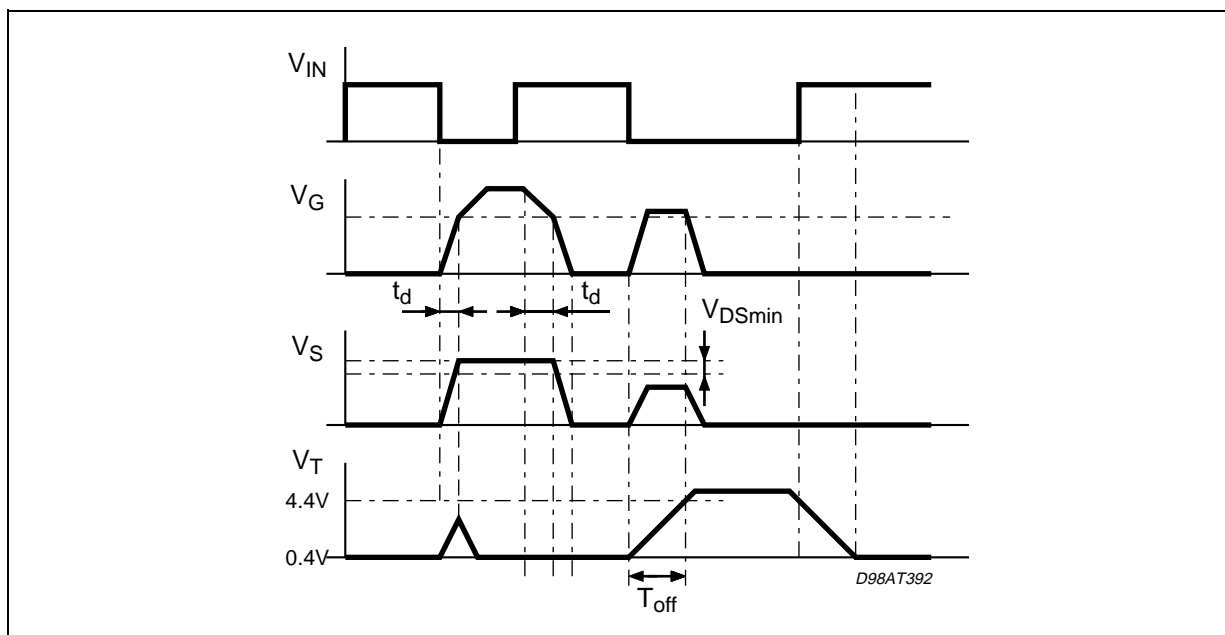 V_IN
V_G
t_d t_d
V_DSmin
V_S
V_T
4.4V
0.4V
D98AT392
T_off